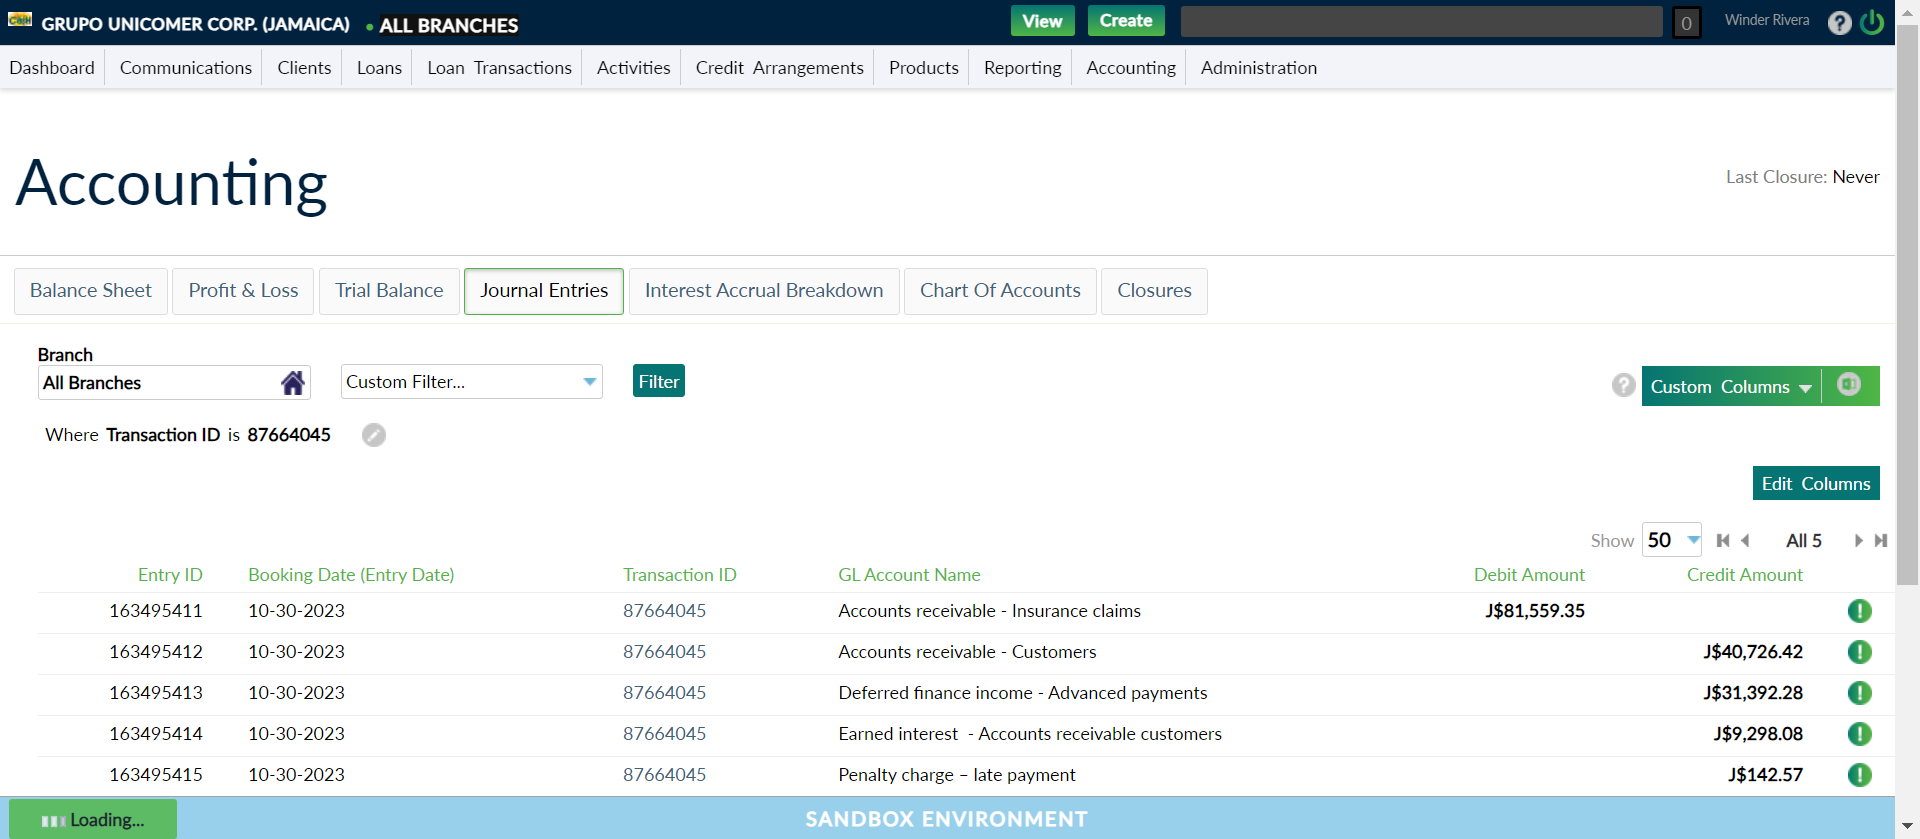 GRUPO UNICOMER CORP. (JAMAICA) • ALL BRANCHES View Create 0 Winder Rivera ?
Dashboard Communications Clients Loans Loan Transactions Activities Credit Arrangements Products Reporting Accounting Administration
Accounting
Last Closure: Never
Balance Sheet Profit & Loss Trial Balance Journal Entries Interest Accrual Breakdown Chart Of Accounts Closures
Branch
All Branches Custom Filter... Filter ? Custom Columns
Where Transaction ID is 87664045
Edit Columns
Show 50 All 5
Entry ID Booking Date (Entry Date) Transaction ID GL Account Name Debit Amount Credit Amount
163495411 10-30-2023 87664045 Accounts receivable - Insurance claims J$81,559.35
163495412 10-30-2023 87664045 Accounts receivable - Customers J$40,726.42
163495413 10-30-2023 87664045 Deferred finance income - Advanced payments J$31,392.28
163495414 10-30-2023 87664045 Earned interest - Accounts receivable customers J$9,298.08
163495415 10-30-2023 87664045 Penalty charge – late payment J$142.57
Loading... SANDBOX ENVIRONMENT